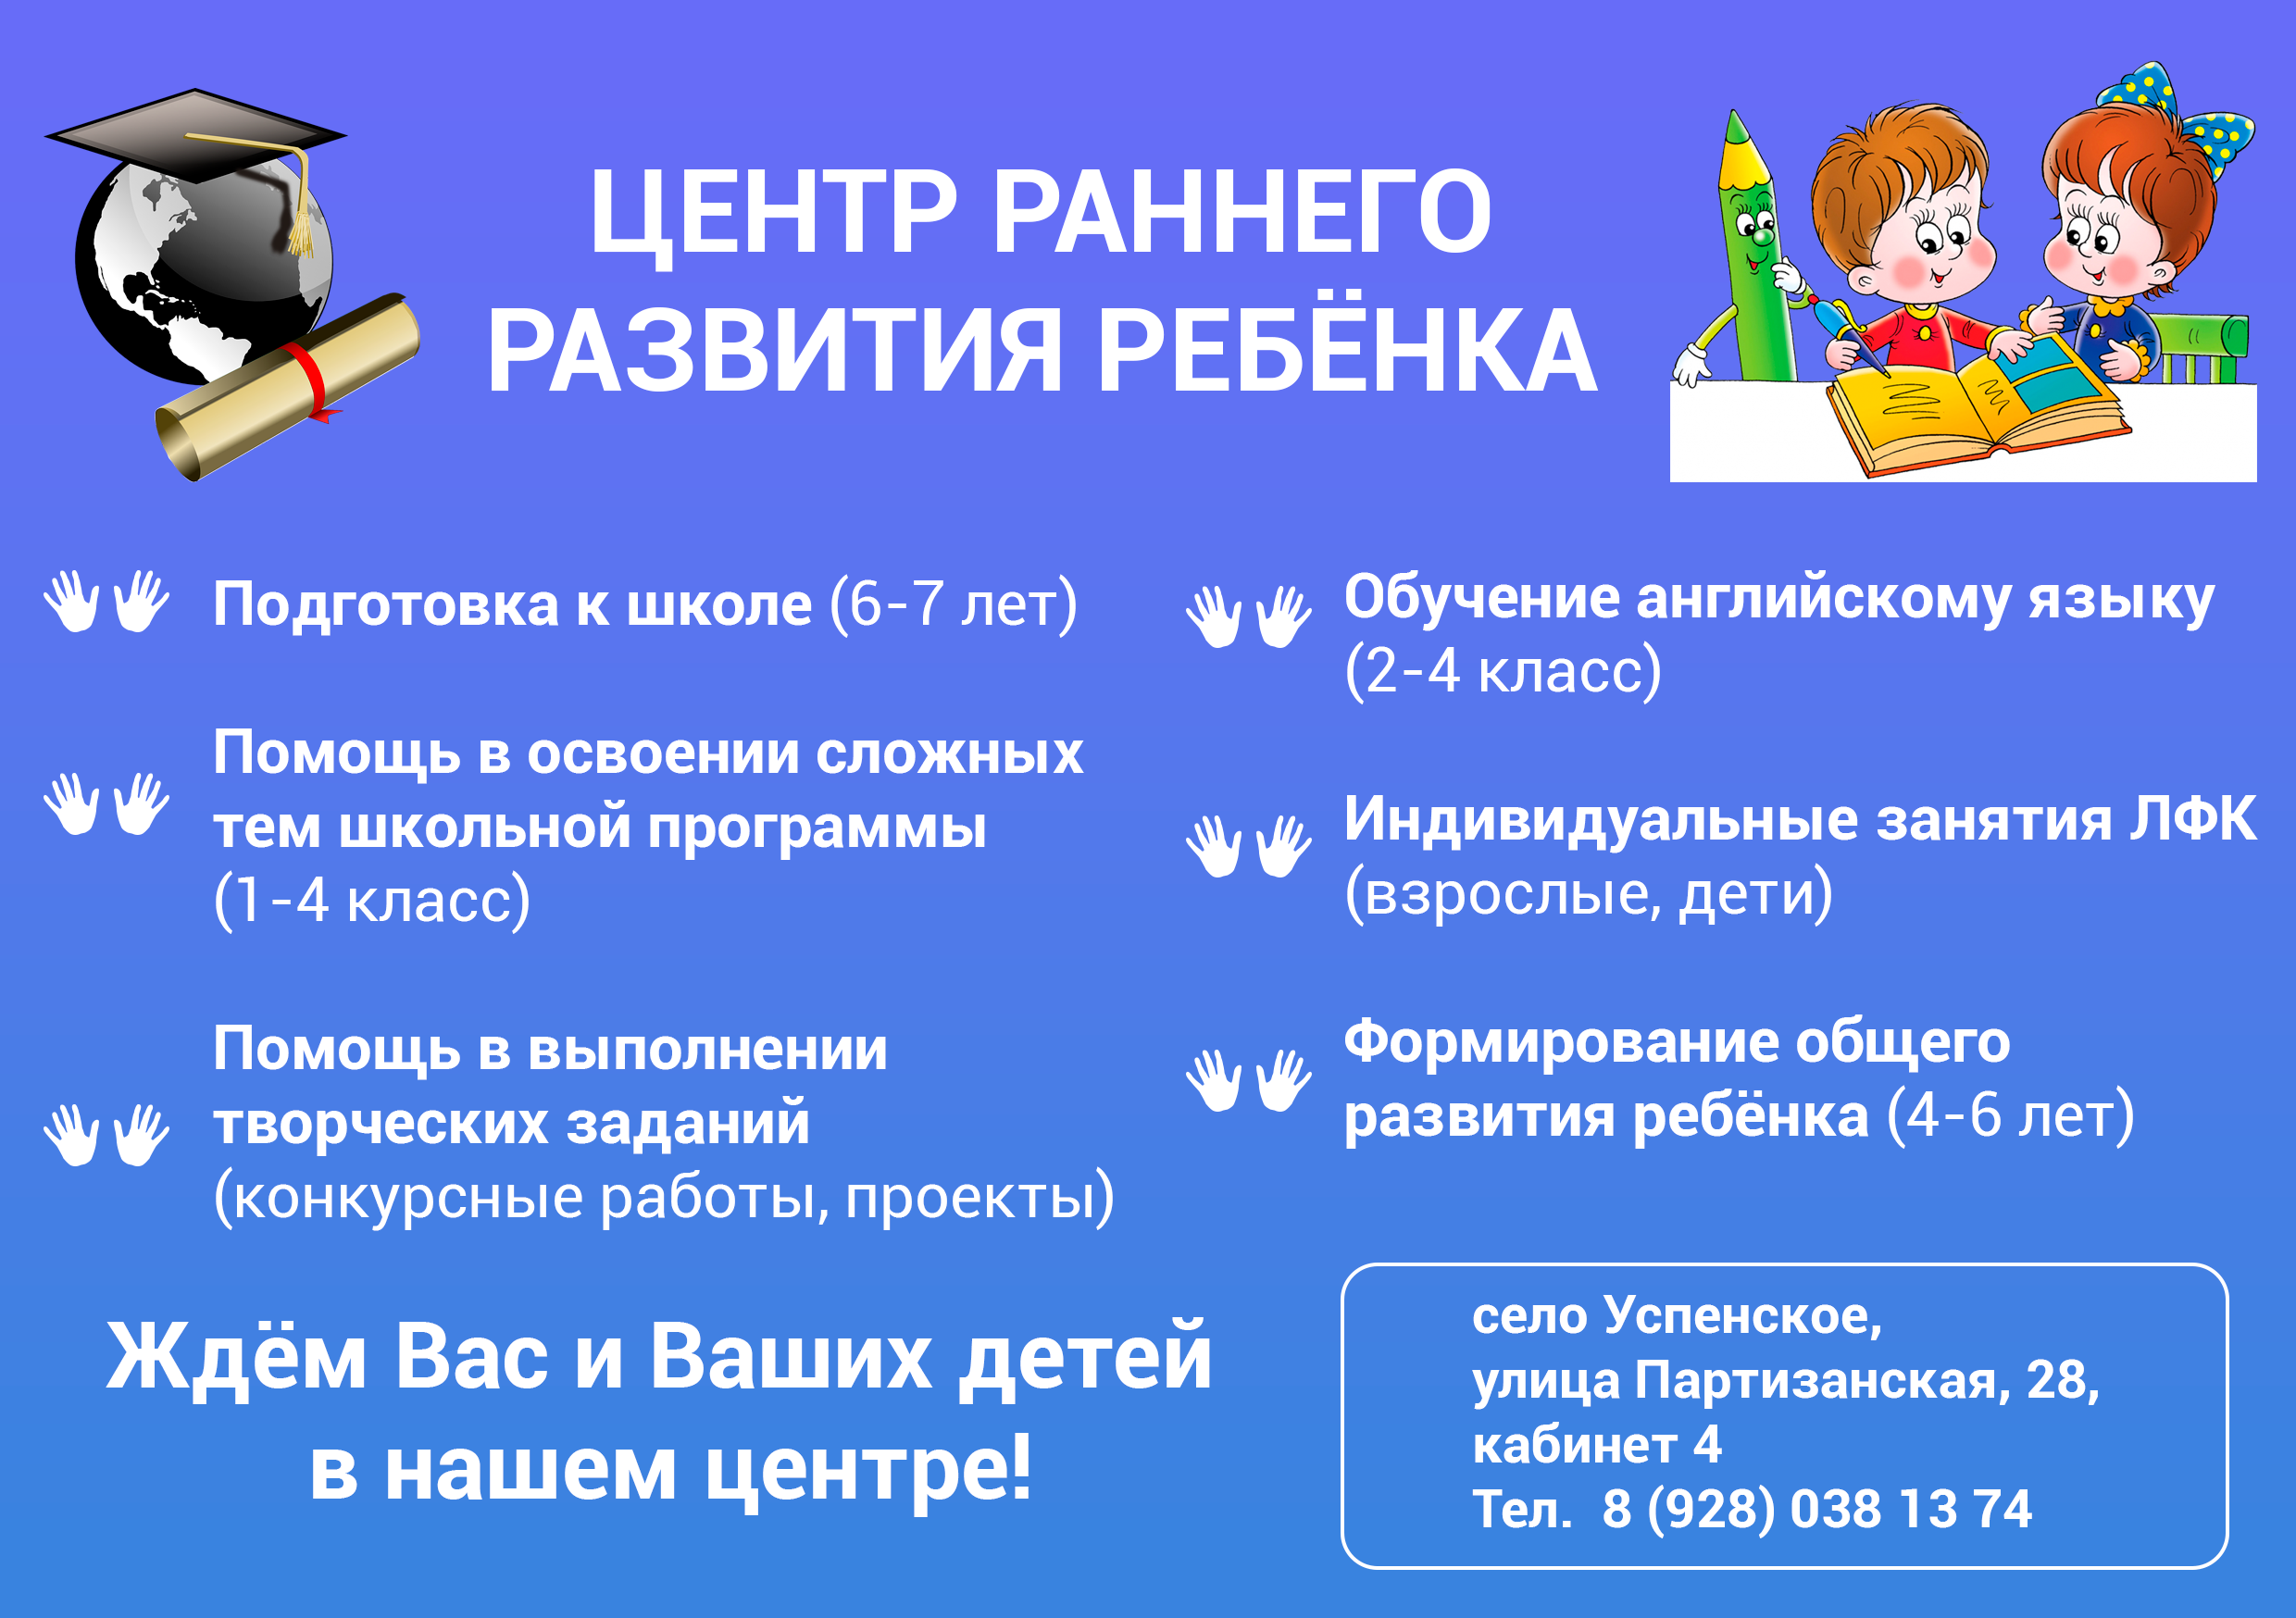 ЦЕНТР РАННЕГО
РАЗВИТИЯ РЕБЁНКА
Подготовка к школе (6-7 лет)
Помощь в освоении сложных
тем школьной программы
(1-4 класс)
Помощь в выполнении
творческих заданий
(конкурсные работы, проекты)
Обучение английскому языку
(2-4 класс)
Индивидуальные занятия ЛФК
(взрослые, дети)
Формирование общего
развития ребёнка (4-6 лет)
Ждём Вас и Ваших детей
в нашем центре!
село Успенское,
улица Партизанская, 28,
кабинет 4
Тел.  8 (928) 038 13 74